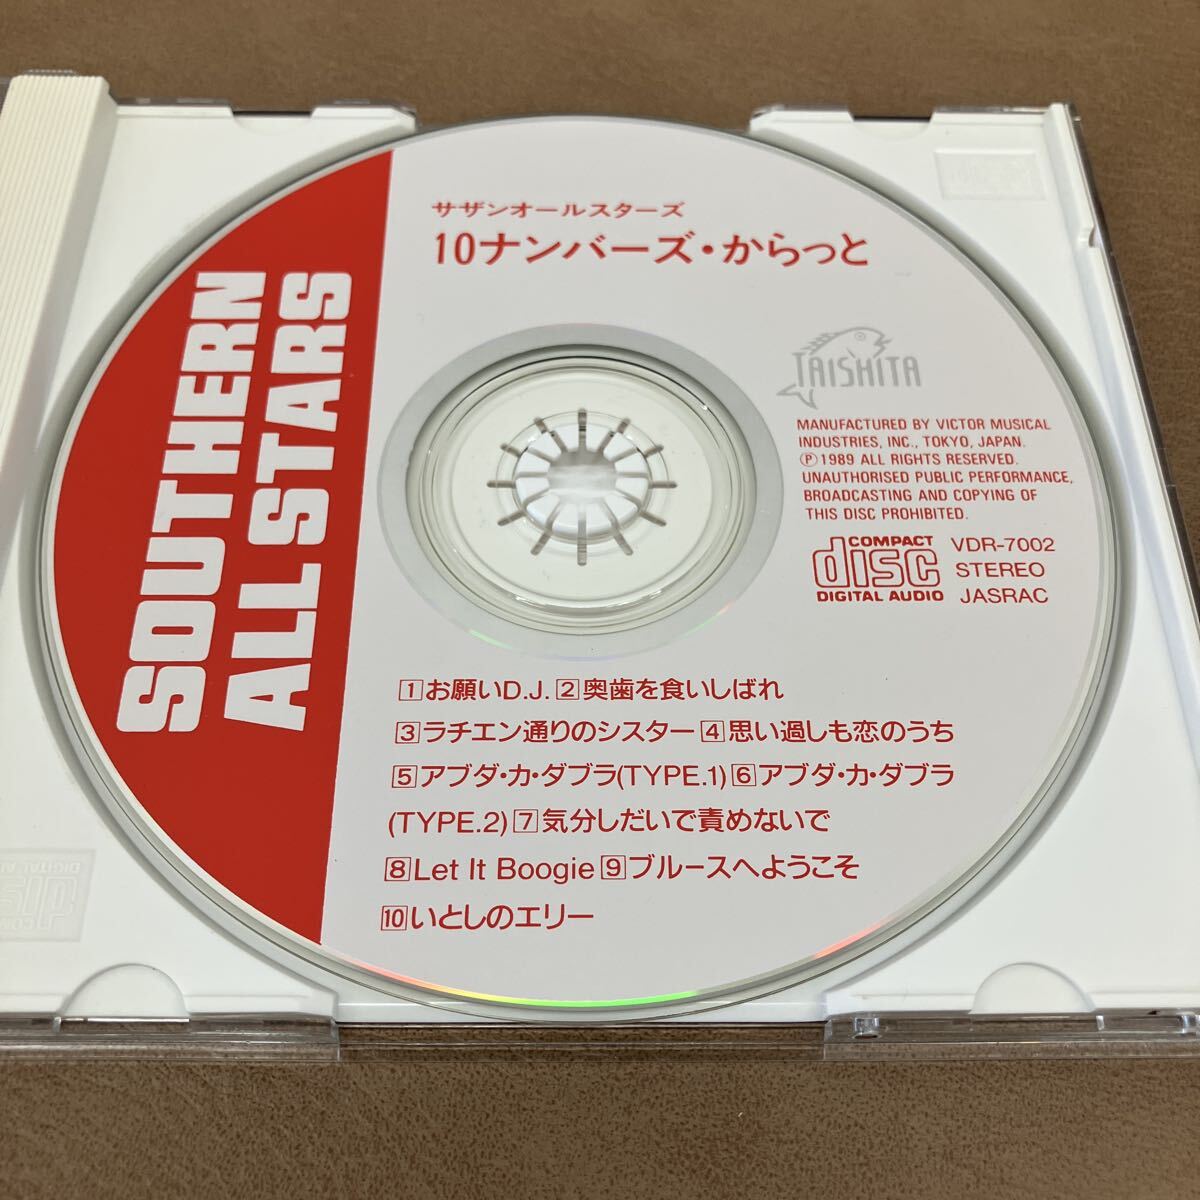 サザンオールスターズ
10ナンバーズ・からっと
SOUTHERN
ALL STARS
TAISHITA
MANUFACTURED BY VICTOR MUSICAL
INDUSTRIES, INC., TOKYO, JAPAN.
Ⓟ1989 ALL RIGHTS RESERVED.
UNAUTHORISED PUBLIC PERFORMANCE,
BROADCASTING AND COPYING OF
THIS DISC PROHIBITED.
COMPACT
disc
DIGITAL AUDIO
VDR-7002
STEREO
JASRAC
1お願いD.J. 2奥歯を食いしばれ
3ラチエン通りのシスター 4思い過しも恋のうち
5アブダ・カ・ダブラ(TYPE.1) 6アブダ・カ・ダブラ
(TYPE.2) 7気分しだいで責めないで
8Let It Boogie 9ブルースへようこそ
10いとしのエリー